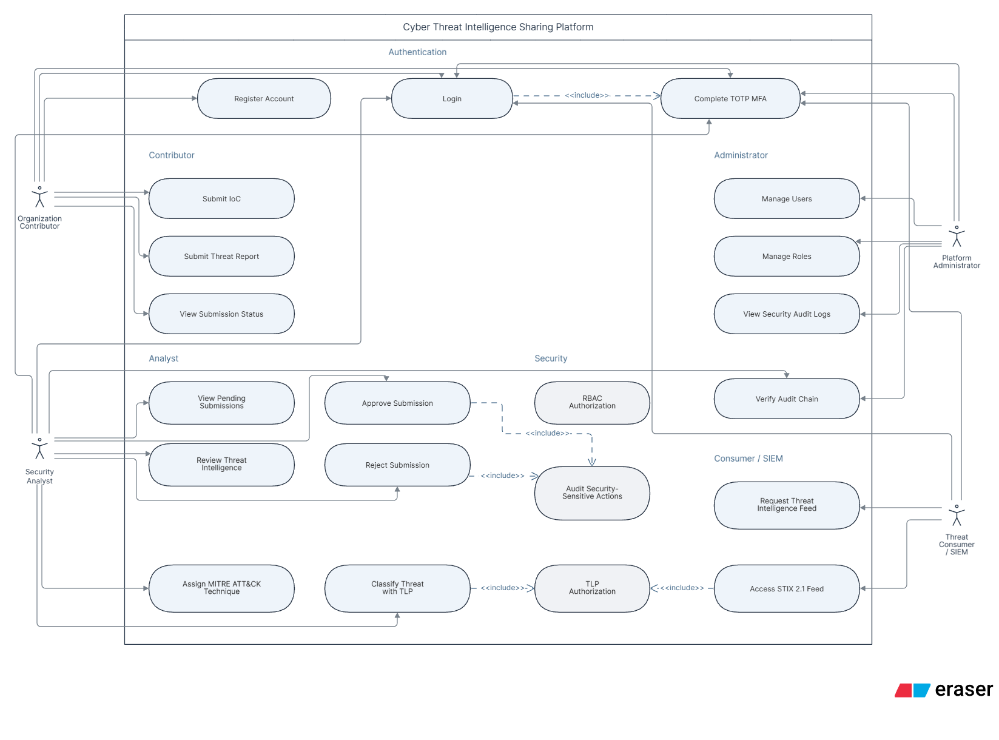 Cyber Threat Intelligence Sharing Platform
Authentication
Register Account
Login
<<include>>
Complete TOTP MFA
Contributor
Administrator
Submit IoC
Manage Users
Organization
Contributor
Submit Threat Report
Manage Roles
Platform
Administrator
View Submission Status
View Security Audit Logs
Analyst
Security
View Pending
Submissions
Approve Submission
RBAC
Authorization
Verify Audit Chain
<<include>>
Security
Analyst
Review Threat
Intelligence
Reject Submission
<<include>>
Consumer / SIEM
Audit Security-
Sensitive Actions
Request Threat
Intelligence Feed
Threat
Consumer
/ SIEM
Assign MITRE ATT&CK
Technique
Classify Threat
with TLP
<<include>>
TLP
Authorization
<<include>>
Access STIX 2.1 Feed
eraser